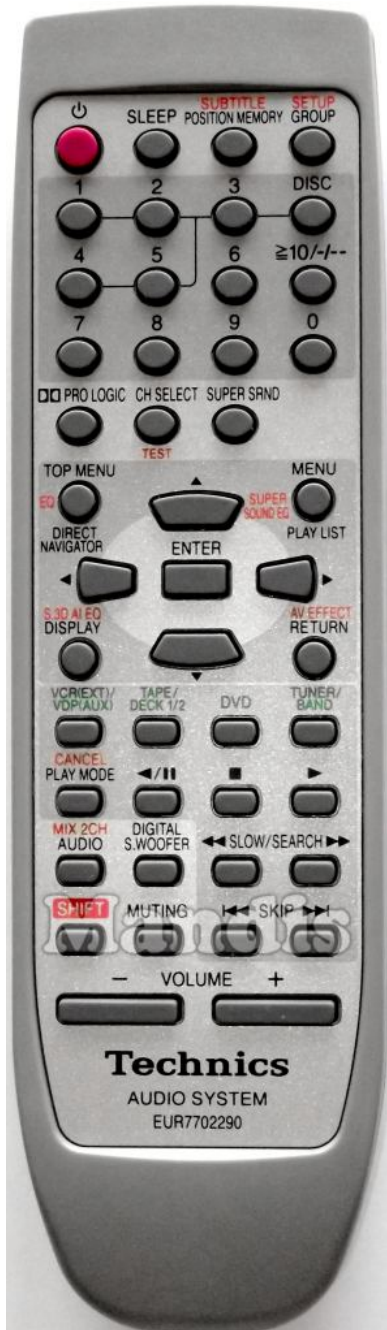 SUBTITLE SETUP
SLEEP POSITION MEMORY GROUP
1 2 3 DISC
4 5 6 ≧10/-/--
7 8 9 0
PRO LOGIC CH SELECT SUPER SRND
TEST
TOP MENU MENU
EQ SUPER
SOUND EQ
DIRECT
NAVIGATOR ENTER PLAY LIST
S.3D AI EQ AV EFFECT
DISPLAY RETURN
VCR(EXT)/ TAPE/ DVD TUNER/
VDP(AUX) DECK 1/2 BAND
CANCEL
PLAY MODE
MIX 2CH DIGITAL
AUDIO S.WOOFER SLOW/SEARCH
SHIFT MUTING SKIP
Mandis
− VOLUME +
Technics
AUDIO SYSTEM
EUR7702290